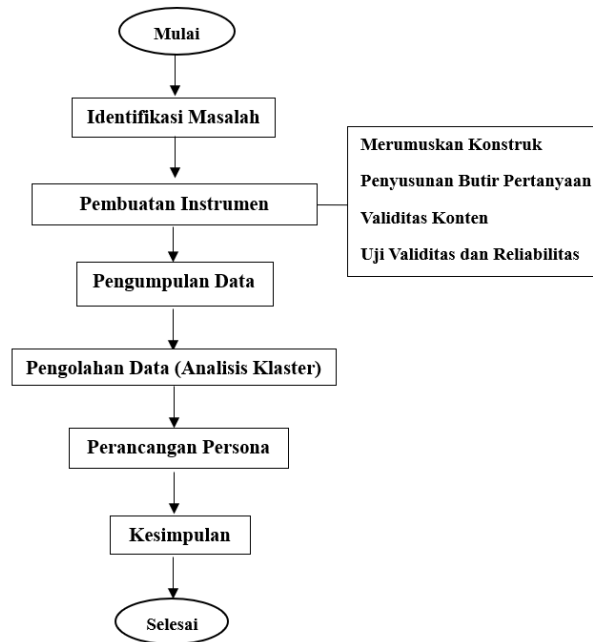 Mulai
Identifikasi Masalah
Pembuatan Instrumen
Merumuskan Konstruk
Penyusunan Butir Pertanyaan
Validitas Konten
Uji Validitas dan Reliabilitas
Pengumpulan Data
Pengolahan Data (Analisis Klaster)
Perancangan Persona
Kesimpulan
Selesai